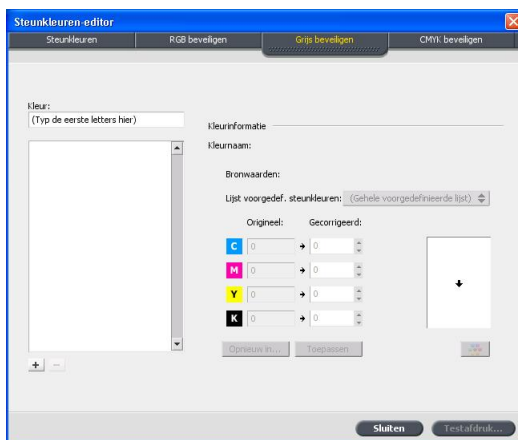 Steunkleuren-editor
Steunkleuren RGB beveiligen Grijs beveiligen CMYK beveiligen
Kleur:
(Typ de eerste letters hier)
Kleurinformatie
Kleurnaam:
Bronwaarden:
Lijst voorgedef. steunkleuren: (Gehele voorgedefinieerde lijst)
Origineel: Gecorrigeerd:
C 0 0
M 0 0
Y 0 0
K 0 0
Opnieuw in... Toepassen
Sluiten Testafdruk...